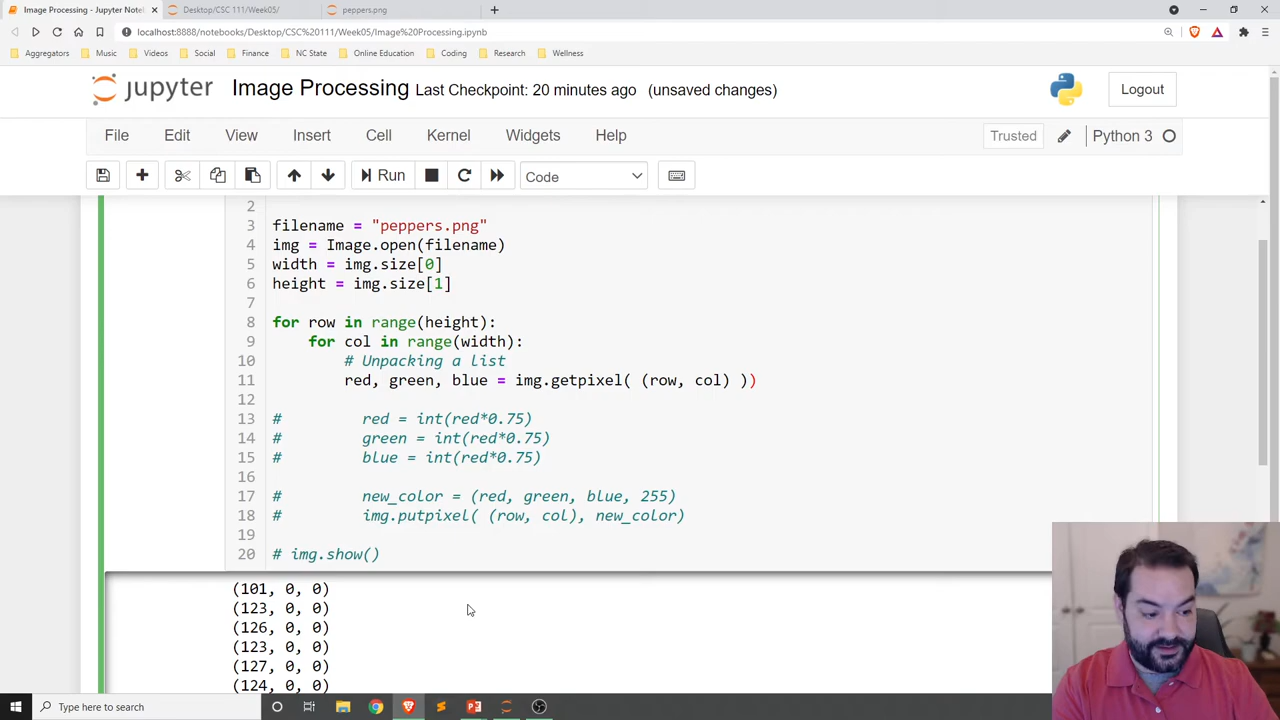 Image Processing - Jupyter Notel
Desktop/CSC 111/Week05/
peppers.png
localhost:8888/notebooks/Desktop/CSC%20111/Week05/Image%20Processing.ipynb
Aggregators Music Videos Social Finance NC State Online Education Coding Research Wellness
jupyter Image Processing Last Checkpoint: 20 minutes ago (unsaved changes) Logout
File Edit View Insert Cell Kernel Widgets Help Trusted Python 3
Run Code
2
3 filename = "peppers.png"
4 img = Image.open(filename)
5 width = img.size[0]
6 height = img.size[1]
7
8 for row in range(height):
9 for col in range(width):
10 # Unpacking a list
11 red, green, blue = img.getpixel( (row, col) ))
12
13 # red = int(red*0.75)
14 # green = int(red*0.75)
15 # blue = int(red*0.75)
16
17 # new_color = (red, green, blue, 255)
18 # img.putpixel( (row, col), new_color)
19
20 # img.show()
(101, 0, 0)
(123, 0, 0)
(126, 0, 0)
(123, 0, 0)
(127, 0, 0)
(124, 0, 0)
Type here to search